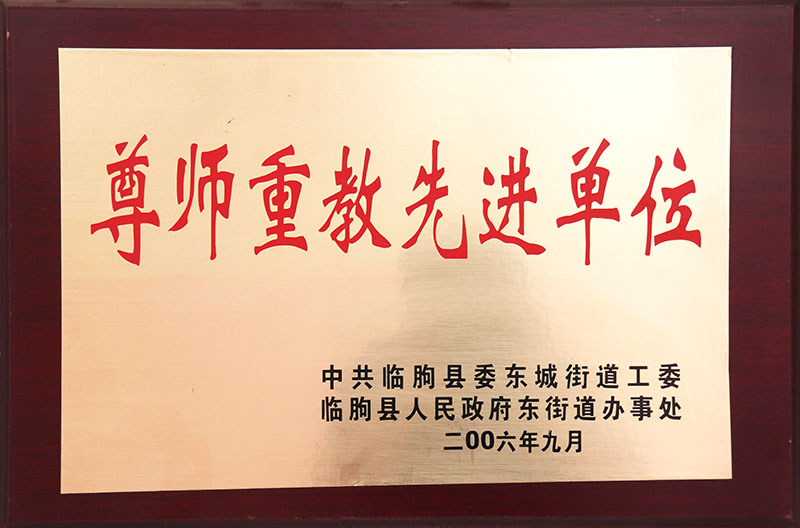 尊师重教先进单位
中共临朐县委东城街道工委
临朐县人民政府东街道办事处
二00六年九月